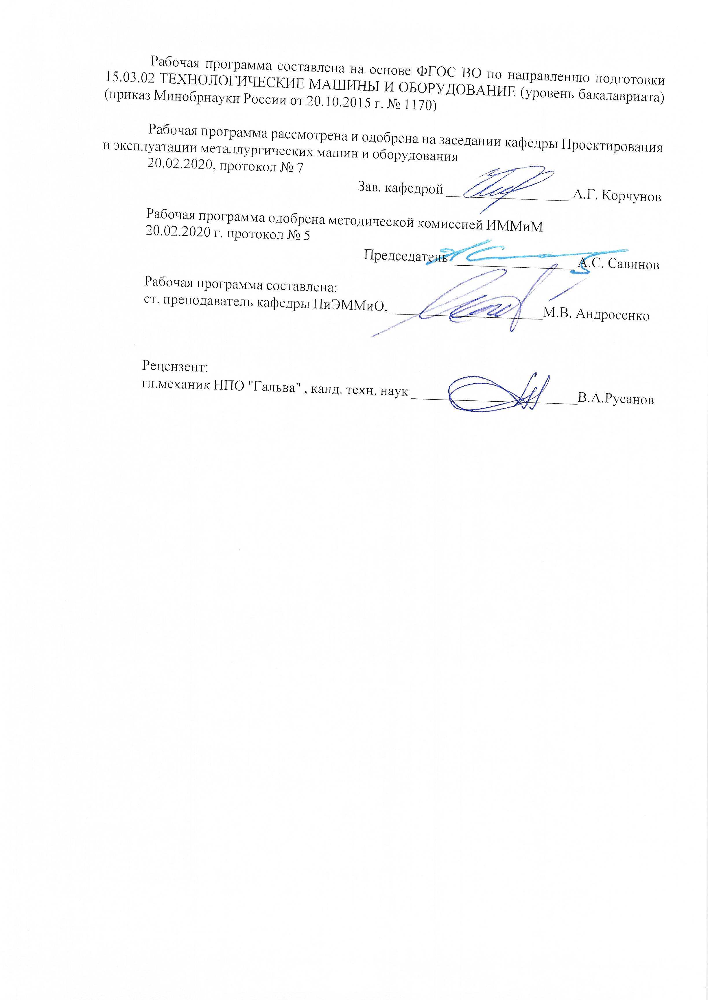 Рабочая программа составлена на основе ФГОС ВО по направлению подготовки
15.03.02 ТЕХНОЛОГИЧЕСКИЕ МАШИНЫ И ОБОРУДОВАНИЕ (уровень бакалавриата)
(приказ Минобрнауки России от 20.10.2015 г. № 1170)
Рабочая программа рассмотрена и одобрена на заседании кафедры Проектирования
и эксплуатации металлургических машин и оборудования
20.02.2020, протокол № 7
Зав. кафедрой _________________ А.Г. Корчунов
Рабочая программа одобрена методической комиссией ИММиМ
20.02.2020 г. протокол № 5
Председатель _________________ А.С. Савинов
Рабочая программа составлена:
ст. преподаватель кафедры ПиЭММиО, _____________________М.В. Андросенко
Рецензент:
гл.механик НПО "Гальва" , канд. техн. наук _______________________В.А.Русанов